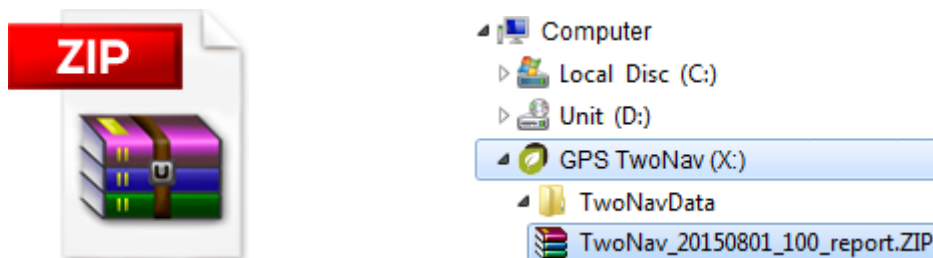 ZIP
Computer
Local Disc (C:)
Unit (D:)
GPS TwoNav (X:)
TwoNavData
TwoNav_20150801_100_report.ZIP